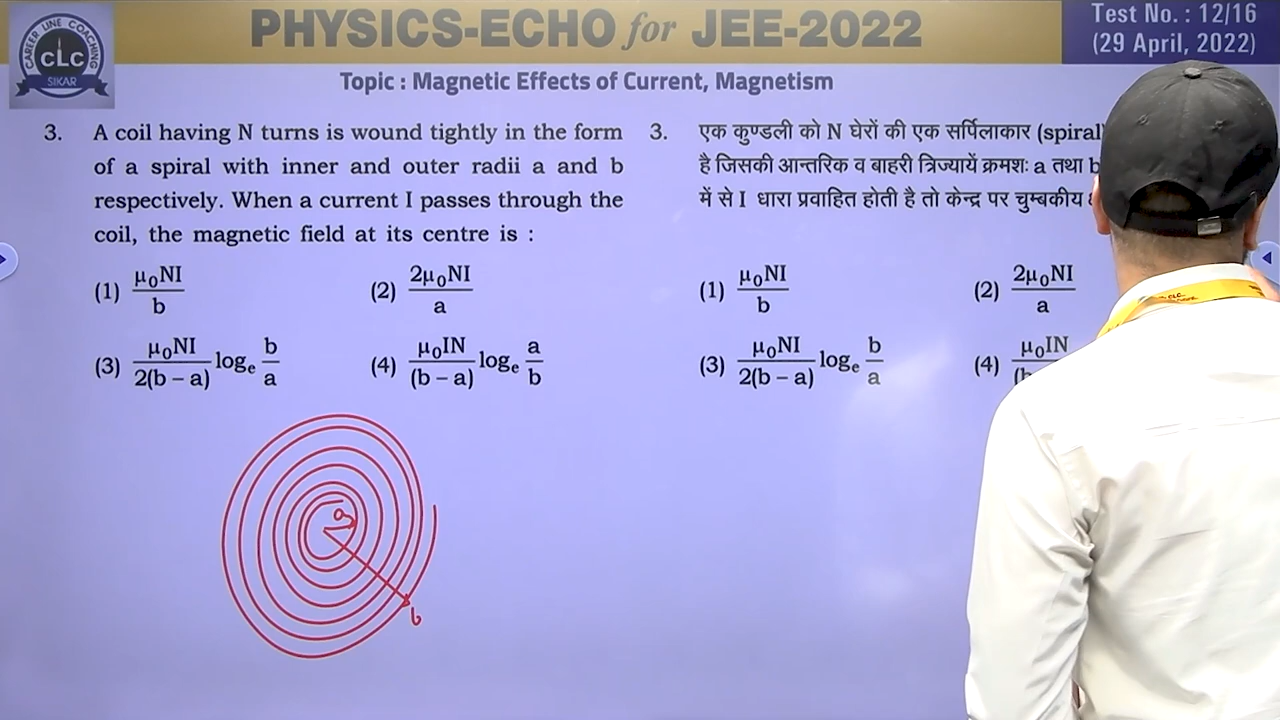 PHYSICS-ECHO for JEE-2022
Test No. : 12/16
(29 April, 2022)
CAREER LINE COACHING
CLC
SIKAR
Topic : Magnetic Effects of Current, Magnetism
3. A coil having N turns is wound tightly in the form
of a spiral with inner and outer radii a and b
respectively. When a current I passes through the
coil, the magnetic field at its centre is :
(1) μ₀NI / b (2) 2μ₀NI / a
(3) μ₀NI / 2(b – a) logₑ b / a (4) μ₀IN / (b – a) logₑ a / b
3. एक कुण्डली को N घेरों की एक सर्पिलाकार (spiral)
है जिसकी आन्तरिक व बाहरी त्रिज्यायें क्रमशः a तथा b
में से I धारा प्रवाहित होती है तो केन्द्र पर चुम्बकीय
(1) μ₀NI / b (2) 2μ₀NI / a
(3) μ₀NI / 2(b – a) logₑ b / a (4) μ₀IN
a
b